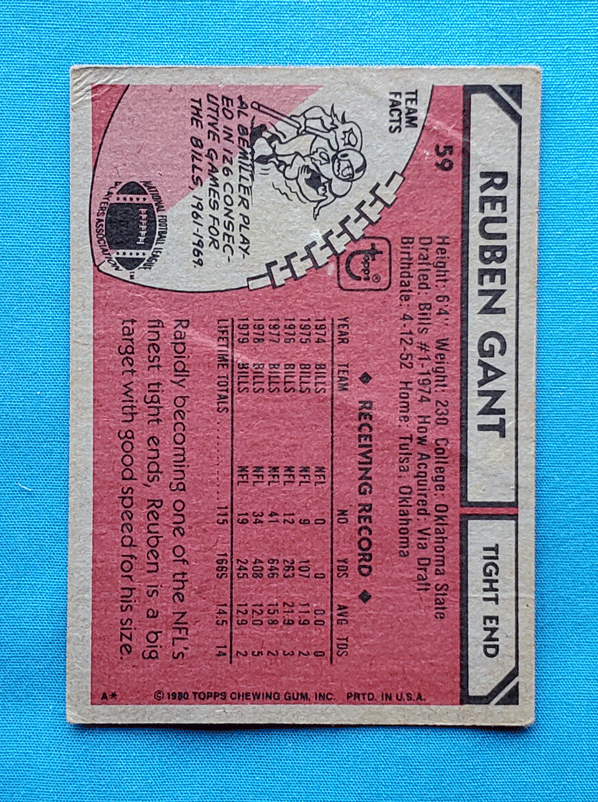 REUBEN GANT
TIGHT END
59
Height: 6'4" Weight: 230 College: Oklahoma State
Drafted: Bills #1-1974 How Acquired: Via Draft
Birthdate: 4-12-52 Home: Tulsa, Oklahoma
TEAM
FACTS
topps
AL BEMILLER PLAY-
ED IN 126 CONSEC-
UTIVE GAMES FOR
THE BILLS, 1961-1969.
NATIONAL FOOTBALL LEAGUE
PLAYERS ASSOCIATION
◆ RECEIVING RECORD ◆
YEAR TEAM NO YDS AVG TDS
1974 BILLS NFL 0 0 0.0 0
1975 BILLS NFL 9 107 11.9 2
1976 BILLS NFL 12 263 21.9 3
1977 BILLS NFL 41 646 15.8 2
1978 BILLS NFL 34 408 12.0 5
1979 BILLS NFL 19 245 12.9 2
LIFETIME TOTALS ............ 115 1669 14.5 14
Rapidly becoming one of the NFL's
finest tight ends, Reuben is a big
target with good speed for his size.
A* © 1980 TOPPS CHEWING GUM, INC. PRTD. IN U.S.A.